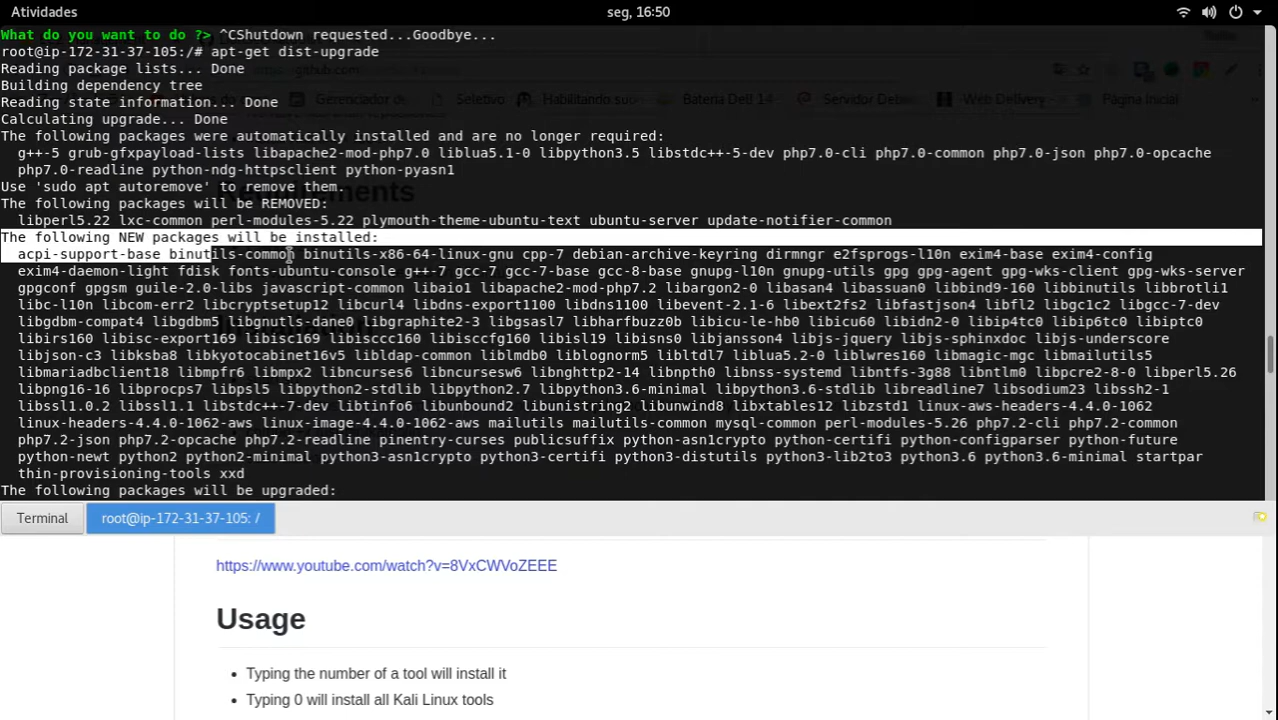 Atividades
seg, 16:50
What do you want to do ?> ^CShutdown requested...Goodbye...
root@ip-172-31-37-105:/# apt-get dist-upgrade
Reading package lists... Done
Building dependency tree
Reading state information... Done
Calculating upgrade... Done
The following packages were automatically installed and are no longer required:
g++-5 grub-gfxpayload-lists libapache2-mod-php7.0 liblua5.1-0 libpython3.5 libstdc++-5-dev php7.0-cli php7.0-common php7.0-json php7.0-opcache
php7.0-readline python-ndg-httpsclient python-pyasn1
Use 'sudo apt autoremove' to remove them.
The following packages will be REMOVED:
libperl5.22 lxc-common perl-modules-5.22 plymouth-theme-ubuntu-text ubuntu-server update-notifier-common
The following NEW packages will be installed:
acpi-support-base binutils-common binutils-x86-64-linux-gnu cpp-7 debian-archive-keyring dirmngr e2fsprogs-l10n exim4-base exim4-config
exim4-daemon-light fdisk fonts-ubuntu-console g++-7 gcc-7 gcc-7-base gcc-8-base gnupg-l10n gnupg-utils gpg gpg-agent gpg-wks-client gpg-wks-server
gpgconf gpgsm guile-2.0-libs javascript-common libaio1 libapache2-mod-php7.2 libargon2-0 libasan4 libassuan0 libbind9-160 libbinutils libbrotli1
libc-l10n libcom-err2 libcryptsetup12 libcurl4 libdns-export1100 libdns1100 libevent-2.1-6 libext2fs2 libfastjson4 libfl2 libgc1c2 libgcc-7-dev
libgdbm-compat4 libgdbm5 libgnutls-dane0 libgraphite2-3 libgsasl7 libharfbuzz0b libicu-le-hb0 libicu60 libidn2-0 libip4tc0 libip6tc0 libiptc0
libirs160 libisc-export169 libisc169 libisccc160 libisccfg160 libisl19 libisns0 libjansson4 libjs-jquery libjs-sphinxdoc libjs-underscore
libjson-c3 libksba8 libkyotocabinet16v5 libldap-common liblmdb0 liblognorm5 libltdl7 liblua5.2-0 liblwres160 libmagic-mgc libmailutils5
libmariadbclient18 libmpfr6 libmpx2 libncurses6 libncursesw6 libnghttp2-14 libnpth0 libnss-systemd libntfs-3g88 libntlm0 libpcre2-8-0 libperl5.26
libpng16-16 libprocps7 libpsl5 libpython2-stdlib libpython2.7 libpython3.6-minimal libpython3.6-stdlib libreadline7 libsodium23 libssh2-1
libssl1.0.2 libssl1.1 libstdc++-7-dev libtinfo6 libunbound2 libunistring2 libunwind8 libxtables12 libzstd1 linux-aws-headers-4.4.0-1062
linux-headers-4.4.0-1062-aws linux-image-4.4.0-1062-aws mailutils mailutils-common mysql-common perl-modules-5.26 php7.2-cli php7.2-common
php7.2-json php7.2-opcache php7.2-readline pinentry-curses publicsuffix python-asn1crypto python-certifi python-configparser python-future
python-newt python2 python2-minimal python3-asn1crypto python3-certifi python3-distutils python3-lib2to3 python3.6 python3.6-minimal startpar
thin-provisioning-tools xxd
The following packages will be upgraded:
Terminal
root@ip-172-31-37-105: /
https://www.youtube.com/watch?v=8VxCWVoZEEE
Usage
Typing the number of a tool will install it
Typing 0 will install all Kali Linux tools